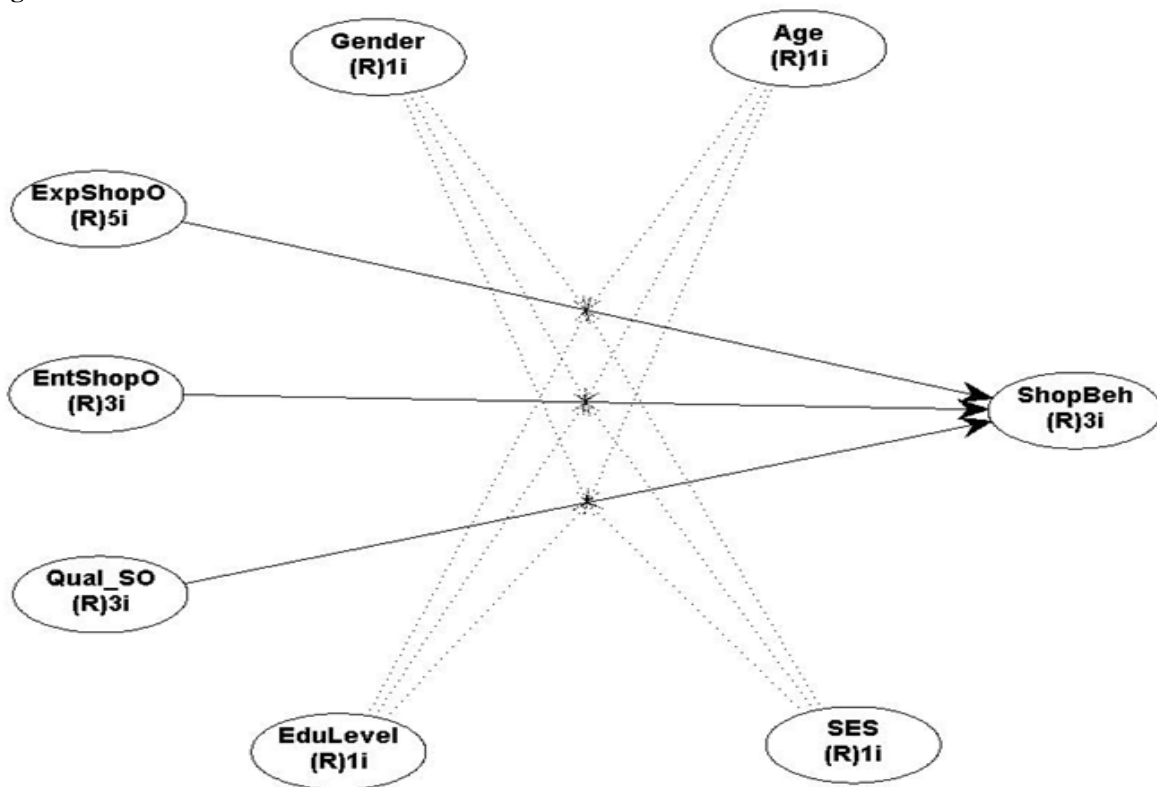 Gender
(R)1i
Age
(R)1i
ExpShopO
(R)5i
EntShopO
(R)3i
ShopBeh
(R)3i
Qual_SO
(R)3i
EduLevel
(R)1i
SES
(R)1i